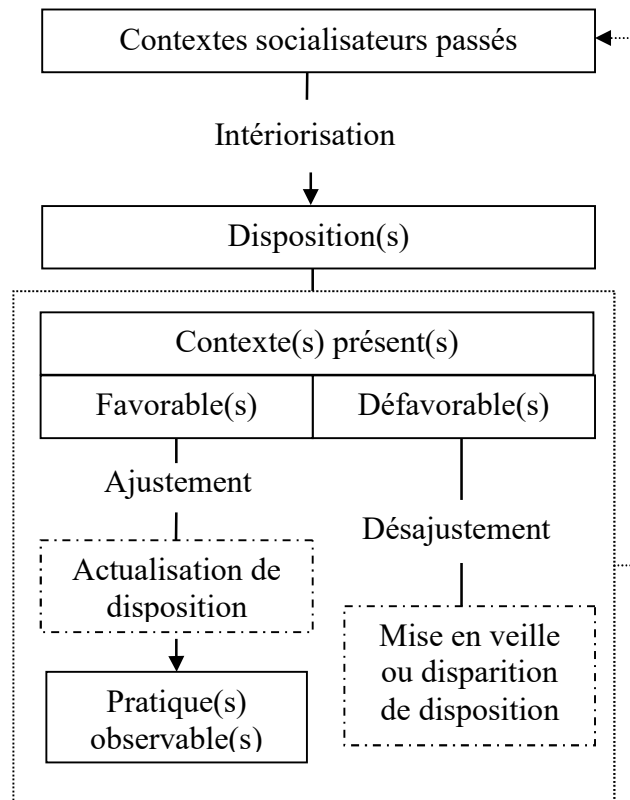 Contextes socialisateurs passés
Intériorisation
Disposition(s)
Contexte(s) présent(s)
Favorable(s)
Défavorable(s)
Ajustement
Désajustement
Actualisation de
disposition
Mise en veille
ou disparition
de disposition
Pratique(s)
observable(s)